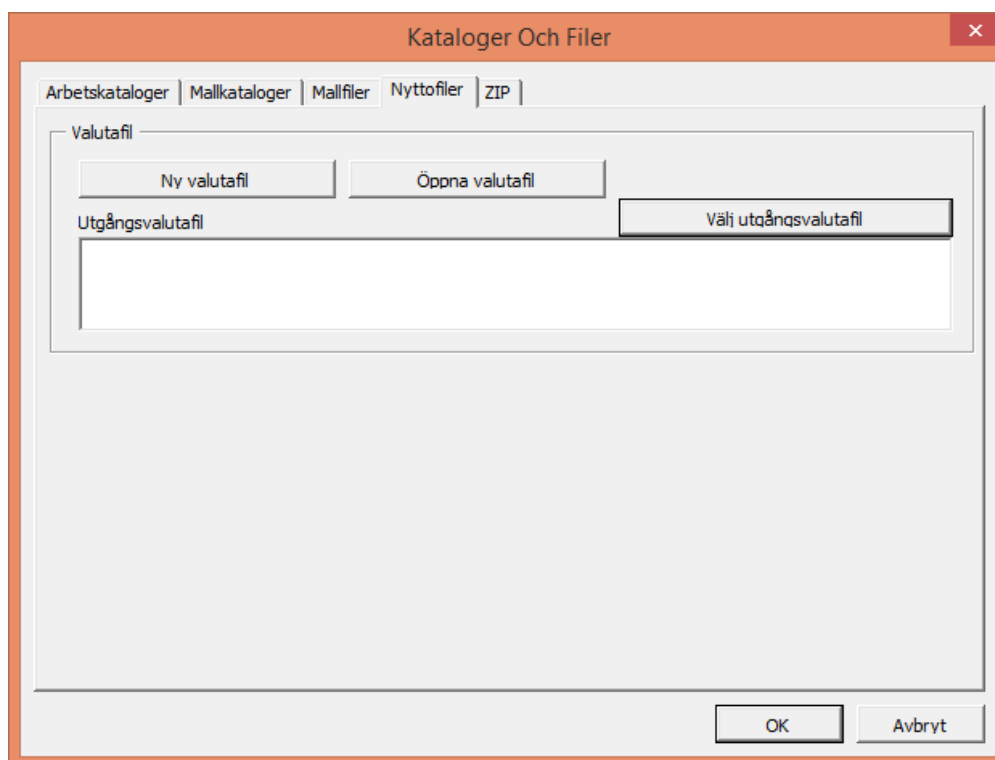 Kataloger Och Filer
Arbetskataloger Mallkataloger Mallfiler Nyttofiler ZIP
Valutafil
Ny valutafil Öppna valutafil
Utgångsvalutafil Välj utgångsvalutafil
OK Avbryt